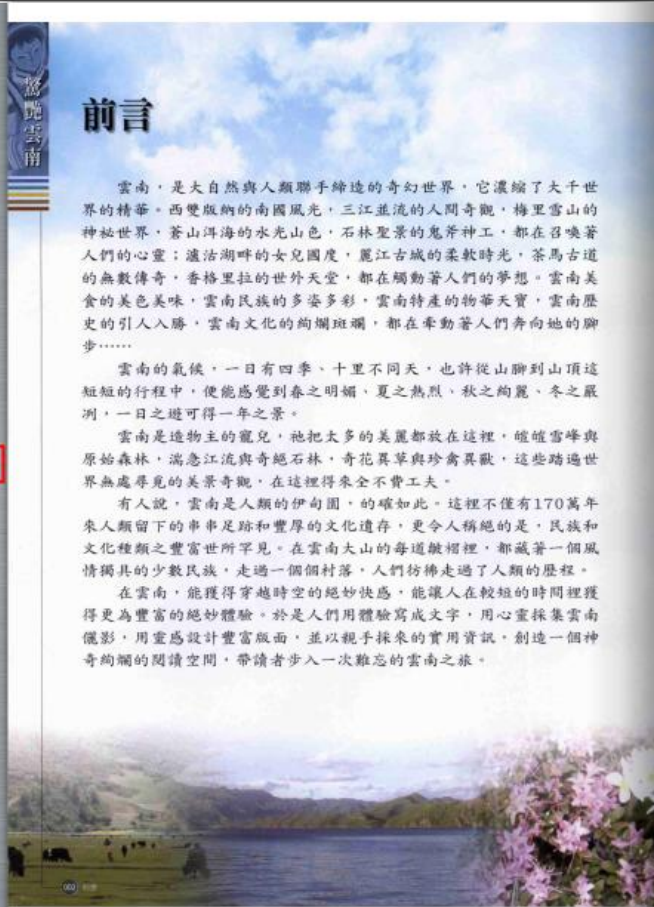 驚艷雲南
前言
雲南，是大自然與人類聯手締造的奇幻世界，它濃縮了大千世
界的精華。西雙版納的南國風光，三江並流的人間奇觀，梅里雪山的
神祕世界，蒼山洱海的水光山色，石林聖景的鬼斧神工，都在召喚著
人們的心靈；瀘沽湖畔的女兒國度，麗江古城的柔軟時光，茶馬古道
的無數傳奇，香格里拉的世外天堂，都在觸動著人們的夢想。雲南美
食的美色美味，雲南民族的多姿多彩，雲南特產的物華天寶，雲南歷
史的引人入勝，雲南文化的絢爛斑斕，都在牽動著人們奔向她的腳
步……
雲南的氣候，一日有四季、十里不同天，也許從山腳到山頂這
短短的行程中，便能感覺到春之明媚、夏之熱烈、秋之絢麗、冬之嚴
冽，一日之遊可得一年之景。
雲南是造物主的寵兒，祂把太多的美麗都放在這裡，皚皚雪峰與
原始森林，湍急江流與奇絕石林，奇花異草與珍禽異獸，這些踏遍世
界無處尋覓的美景奇觀，在這裡得來全不費工夫。
有人說，雲南是人類的伊甸園，的確如此。這裡不僅有170萬年
來人類留下的串串足跡和豐厚的文化遺存，更令人稱絕的是，民族和
文化種類之豐富世所罕見。在雲南大山的每道皺褶裡，都藏著一個風
情獨具的少數民族，走過一個個村落，人們彷彿走過了人類的歷程。
在雲南，能獲得穿越時空的絕妙快感，能讓人在較短的時間裡獲
得更為豐富的絕妙體驗。於是人們用體驗寫成文字，用心靈採集雲南
儷影，用靈感設計豐富版面，並以親手採來的實用資訊，創造一個神
奇絢爛的閱讀空間，帶讀者步入一次難忘的雲南之旅。
002 前言